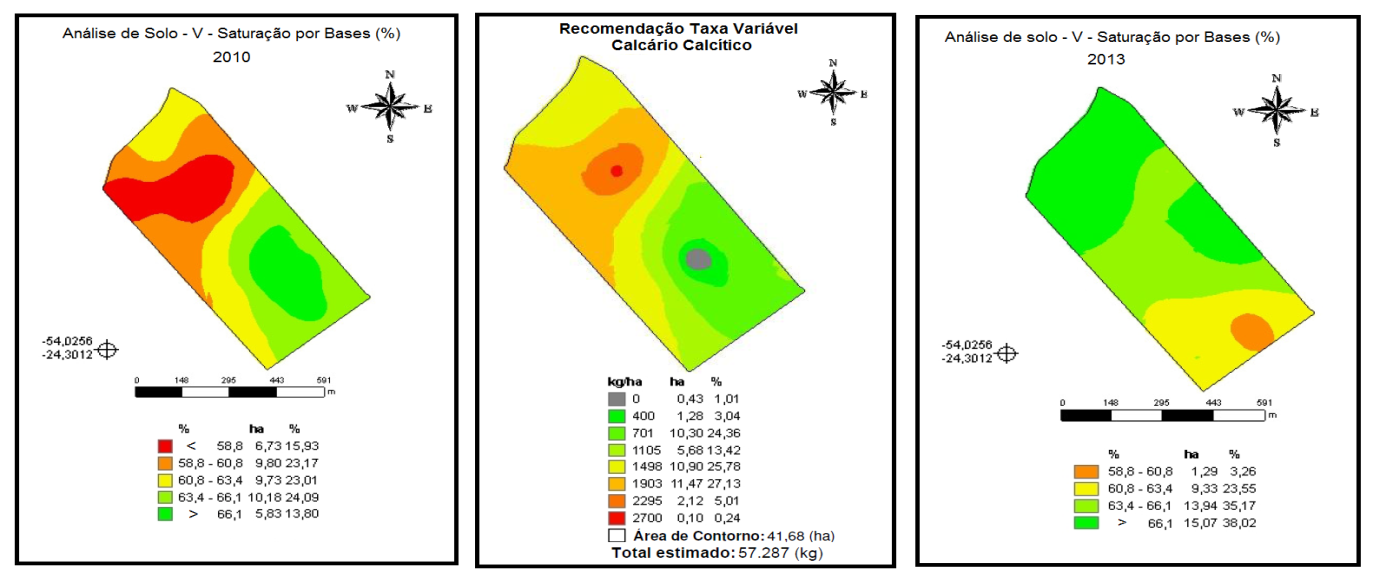 Análise de Solo - V - Saturação por Bases (%)
2010
N
W E
S
-54,0256
-24,3012
0 148 295 443 591
m
% ha %
< 58,8 6,73 15,93
58,8 - 60,8 9,80 23,17
60,8 - 63,4 9,73 23,01
63,4 - 66,1 10,18 24,09
> 66,1 5,83 13,80
Recomendação Taxa Variável
Calcário Calcítico
N
W E
S
kg/ha ha %
0 0,43 1,01
400 1,28 3,04
701 10,30 24,36
1105 5,68 13,42
1498 10,90 25,78
1903 11,47 27,13
2295 2,12 5,01
2700 0,10 0,24
Área de Contorno: 41,68 (ha)
Total estimado: 57.287 (kg)
Análise de solo - V - Saturação por Bases (%)
2013
N
W E
S
-54,0256
-24,3012
0 148 295 443 591
m
% ha %
58,8 - 60,8 1,29 3,26
60,8 - 63,4 9,33 23,55
63,4 - 66,1 13,94 35,17
> 66,1 15,07 38,02